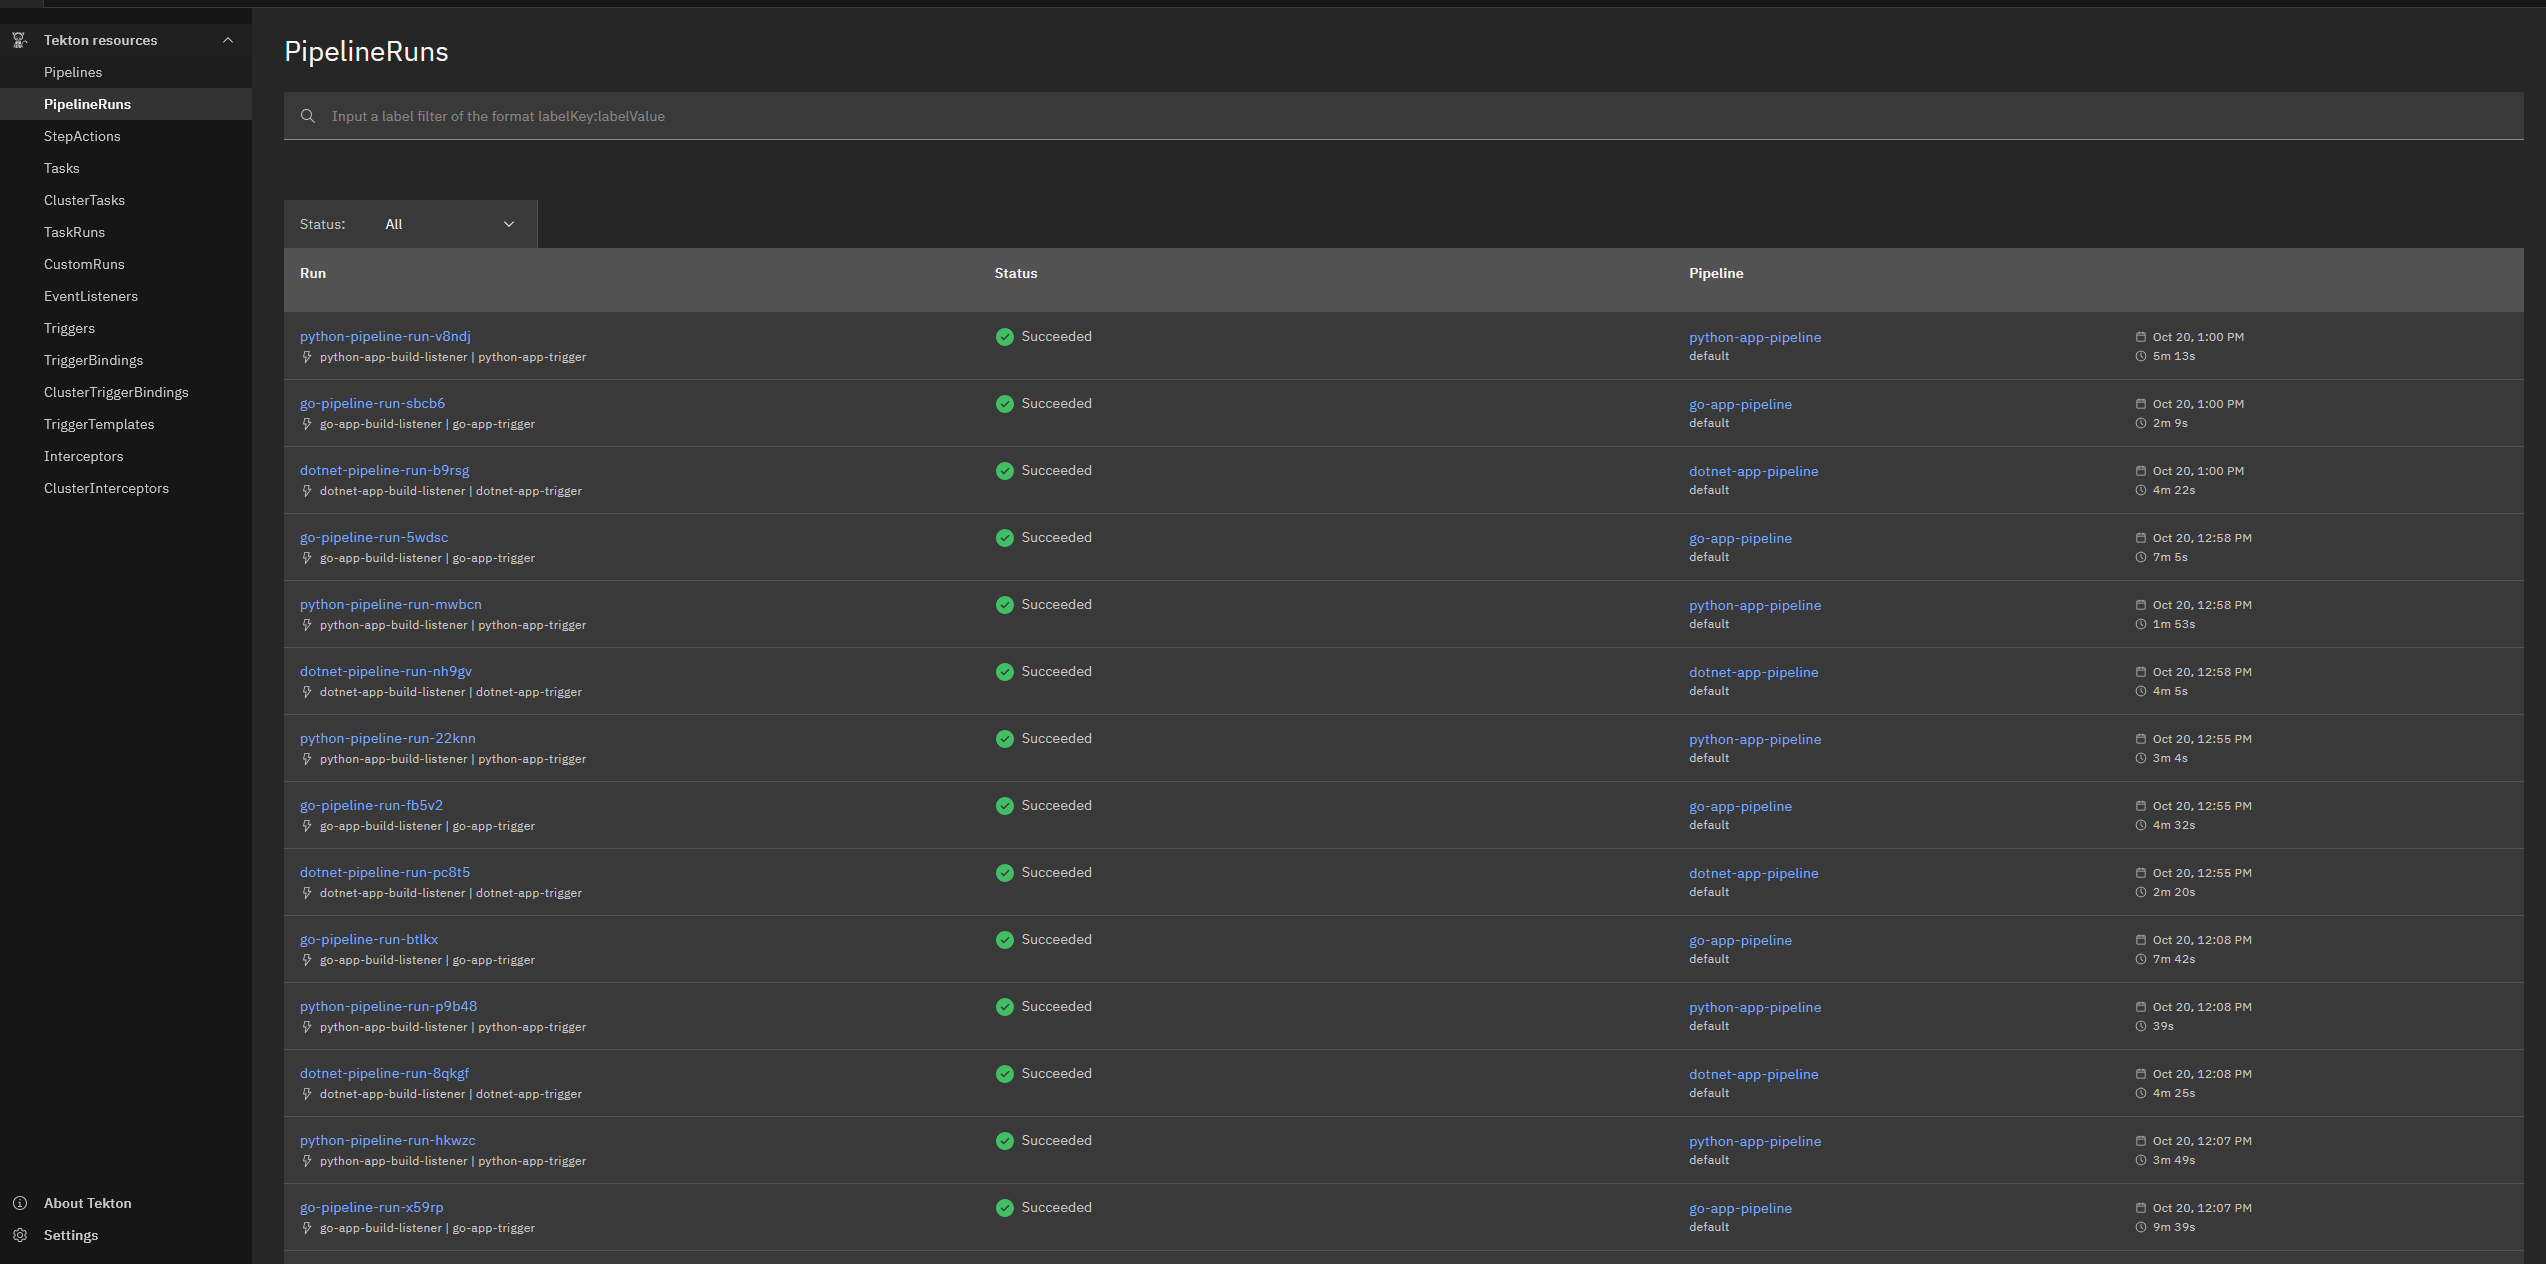 Tekton resources
Pipelines
PipelineRuns
StepActions
Tasks
ClusterTasks
TaskRuns
CustomRuns
EventListeners
Triggers
TriggerBindings
ClusterTriggerBindings
TriggerTemplates
Interceptors
ClusterInterceptors
About Tekton
Settings
PipelineRuns
Input a label filter of the format labelKey:labelValue
Status: All
Run Status Pipeline
python-pipeline-run-v8ndj Succeeded python-app-pipeline Oct 20, 1:00 PM
python-app-build-listener | python-app-trigger default 5m 13s
go-pipeline-run-sbcb6 Succeeded go-app-pipeline Oct 20, 1:00 PM
go-app-build-listener | go-app-trigger default 2m 9s
dotnet-pipeline-run-b9rsg Succeeded dotnet-app-pipeline Oct 20, 1:00 PM
dotnet-app-build-listener | dotnet-app-trigger default 4m 22s
go-pipeline-run-5wdsc Succeeded go-app-pipeline Oct 20, 12:58 PM
go-app-build-listener | go-app-trigger default 7m 5s
python-pipeline-run-mwbcn Succeeded python-app-pipeline Oct 20, 12:58 PM
python-app-build-listener | python-app-trigger default 1m 53s
dotnet-pipeline-run-nh9gv Succeeded dotnet-app-pipeline Oct 20, 12:58 PM
dotnet-app-build-listener | dotnet-app-trigger default 4m 5s
python-pipeline-run-22knn Succeeded python-app-pipeline Oct 20, 12:55 PM
python-app-build-listener | python-app-trigger default 3m 4s
go-pipeline-run-fb5v2 Succeeded go-app-pipeline Oct 20, 12:55 PM
go-app-build-listener | go-app-trigger default 4m 32s
dotnet-pipeline-run-pc8t5 Succeeded dotnet-app-pipeline Oct 20, 12:55 PM
dotnet-app-build-listener | dotnet-app-trigger default 2m 20s
go-pipeline-run-btlkx Succeeded go-app-pipeline Oct 20, 12:08 PM
go-app-build-listener | go-app-trigger default 7m 42s
python-pipeline-run-p9b48 Succeeded python-app-pipeline Oct 20, 12:08 PM
python-app-build-listener | python-app-trigger default 39s
dotnet-pipeline-run-8qkgf Succeeded dotnet-app-pipeline Oct 20, 12:08 PM
dotnet-app-build-listener | dotnet-app-trigger default 4m 25s
python-pipeline-run-hkwzc Succeeded python-app-pipeline Oct 20, 12:07 PM
python-app-build-listener | python-app-trigger default 3m 49s
go-pipeline-run-x59rp Succeeded go-app-pipeline Oct 20, 12:07 PM
go-app-build-listener | go-app-trigger default 9m 39s